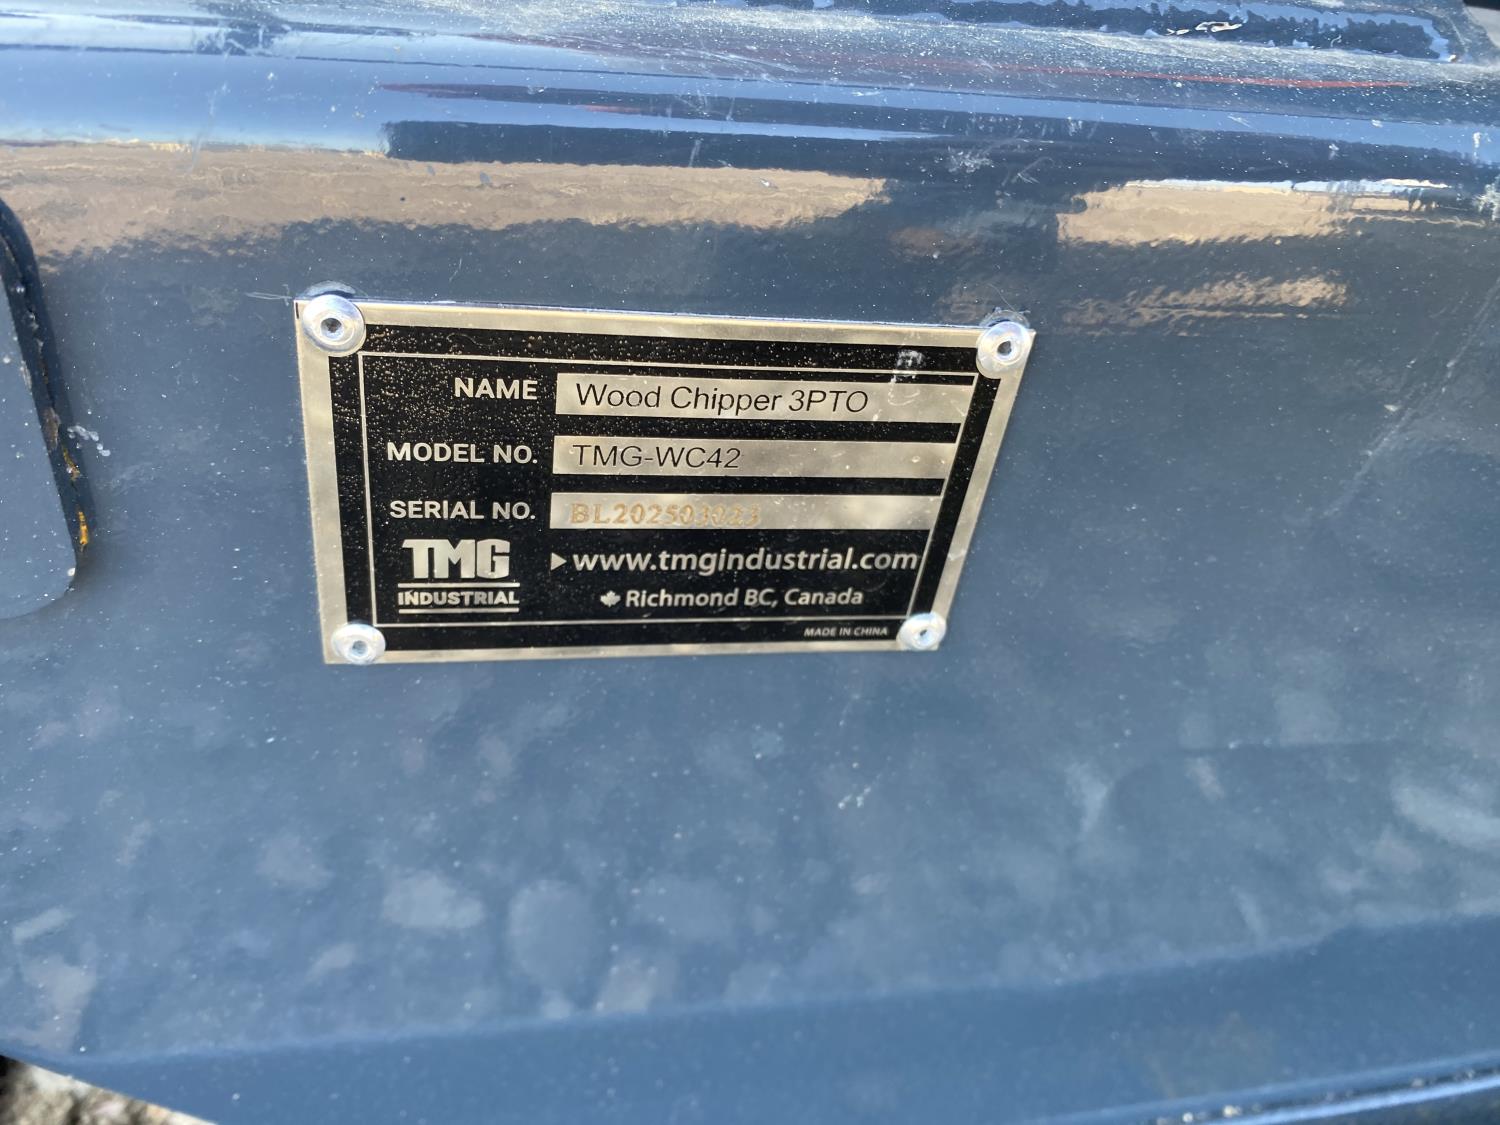 NAME Wood Chipper 3PTO
MODEL NO. TMG-WC42
SERIAL NO. BL202503023
TMG
INDUSTRIAL
www.tmgindustrial.com
Richmond BC, Canada
MADE IN CHINA